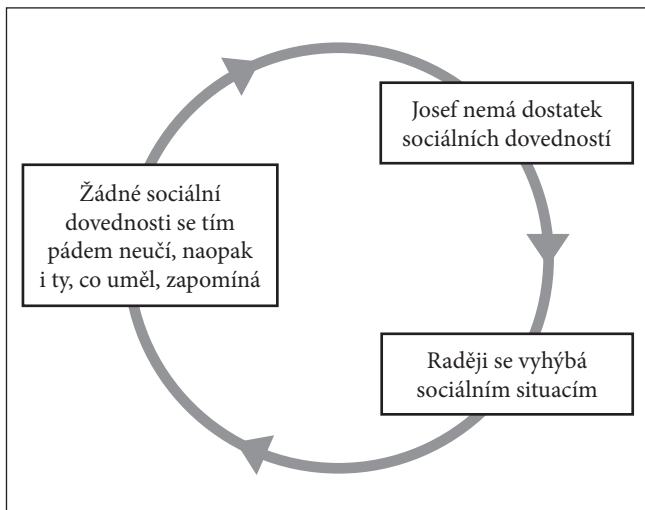 Josef nemá dostatek
sociálních dovedností
Raději se vyhýbá
sociálním situacím
Žádné sociální
dovednosti se tím
pádem neučí, naopak
i ty, co uměl, zapomíná